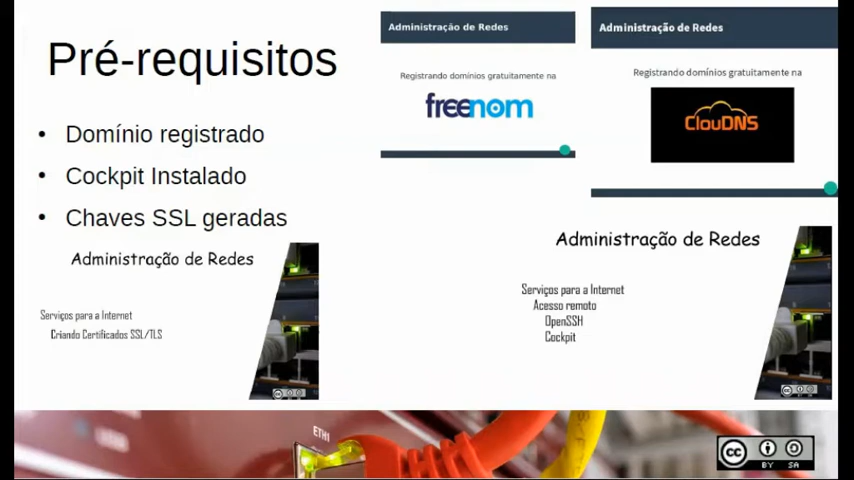 Pré-requisitos
• Domínio registrado
• Cockpit Instalado
• Chaves SSL geradas
Administração de Redes
Registrando domínios gratuitamente na
freenom
Administração de Redes
Registrando domínios gratuitamente na
ClouDNS
Administração de Redes
Serviços para a Internet
Criando Certificados SSL/TLS
Administração de Redes
Serviços para a Internet
Acesso remoto
OpenSSH
Cockpit
ETH1
cc
BY SA